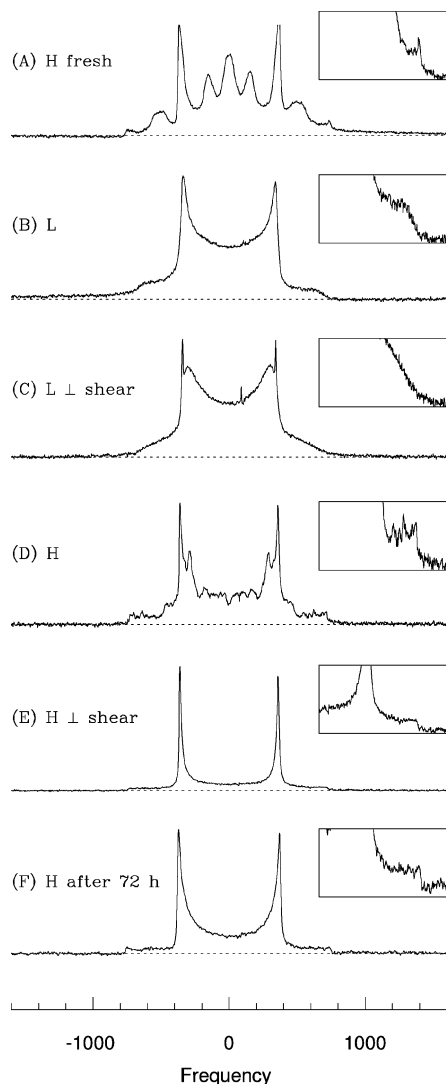 (A) H fresh
(B) L
(C) L ⊥ shear
(D) H
(E) H ⊥ shear
(F) H after 72 h
-1000 0 1000
Frequency